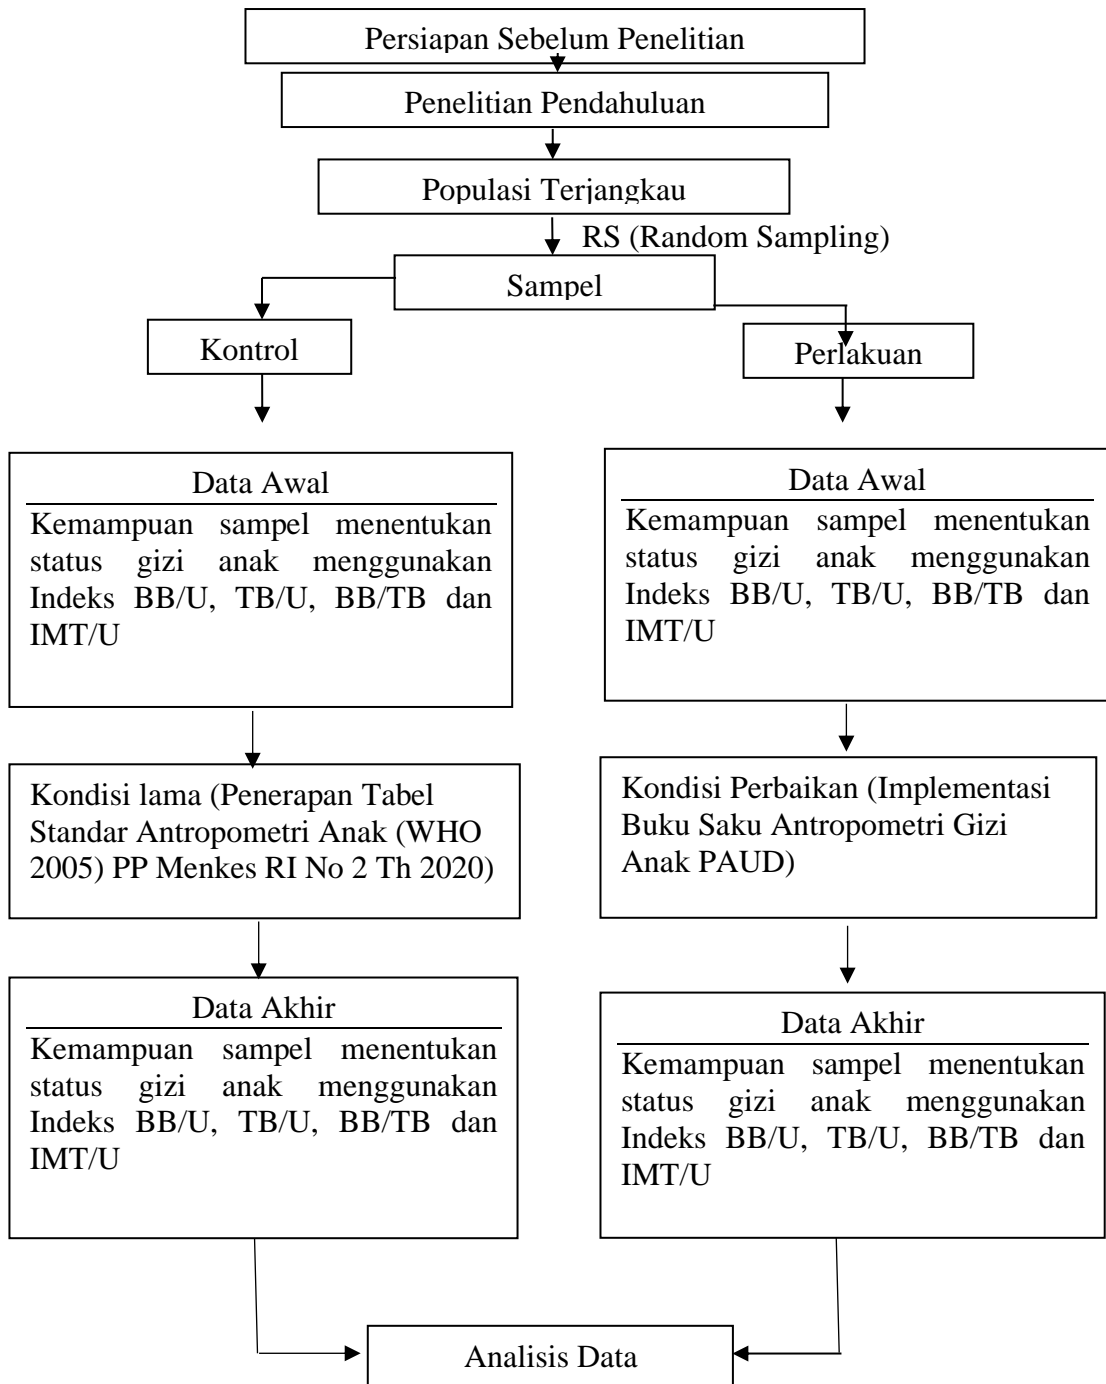 Persiapan Sebelum Penelitian
Penelitian Pendahuluan
Populasi Terjangkau
RS (Random Sampling)
Sampel
Kontrol
Perlakuan
Data Awal
Kemampuan sampel menentukan
status gizi anak menggunakan
Indeks BB/U, TB/U, BB/TB dan
IMT/U
Data Awal
Kemampuan sampel menentukan
status gizi anak menggunakan
Indeks BB/U, TB/U, BB/TB dan
IMT/U
Kondisi lama (Penerapan Tabel
Standar Antropometri Anak (WHO
2005) PP Menkes RI No 2 Th 2020)
Kondisi Perbaikan (Implementasi
Buku Saku Antropometri Gizi
Anak PAUD)
Data Akhir
Kemampuan sampel menentukan
status gizi anak menggunakan
Indeks BB/U, TB/U, BB/TB dan
IMT/U
Data Akhir
Kemampuan sampel menentukan
status gizi anak menggunakan
Indeks BB/U, TB/U, BB/TB dan
IMT/U
Analisis Data